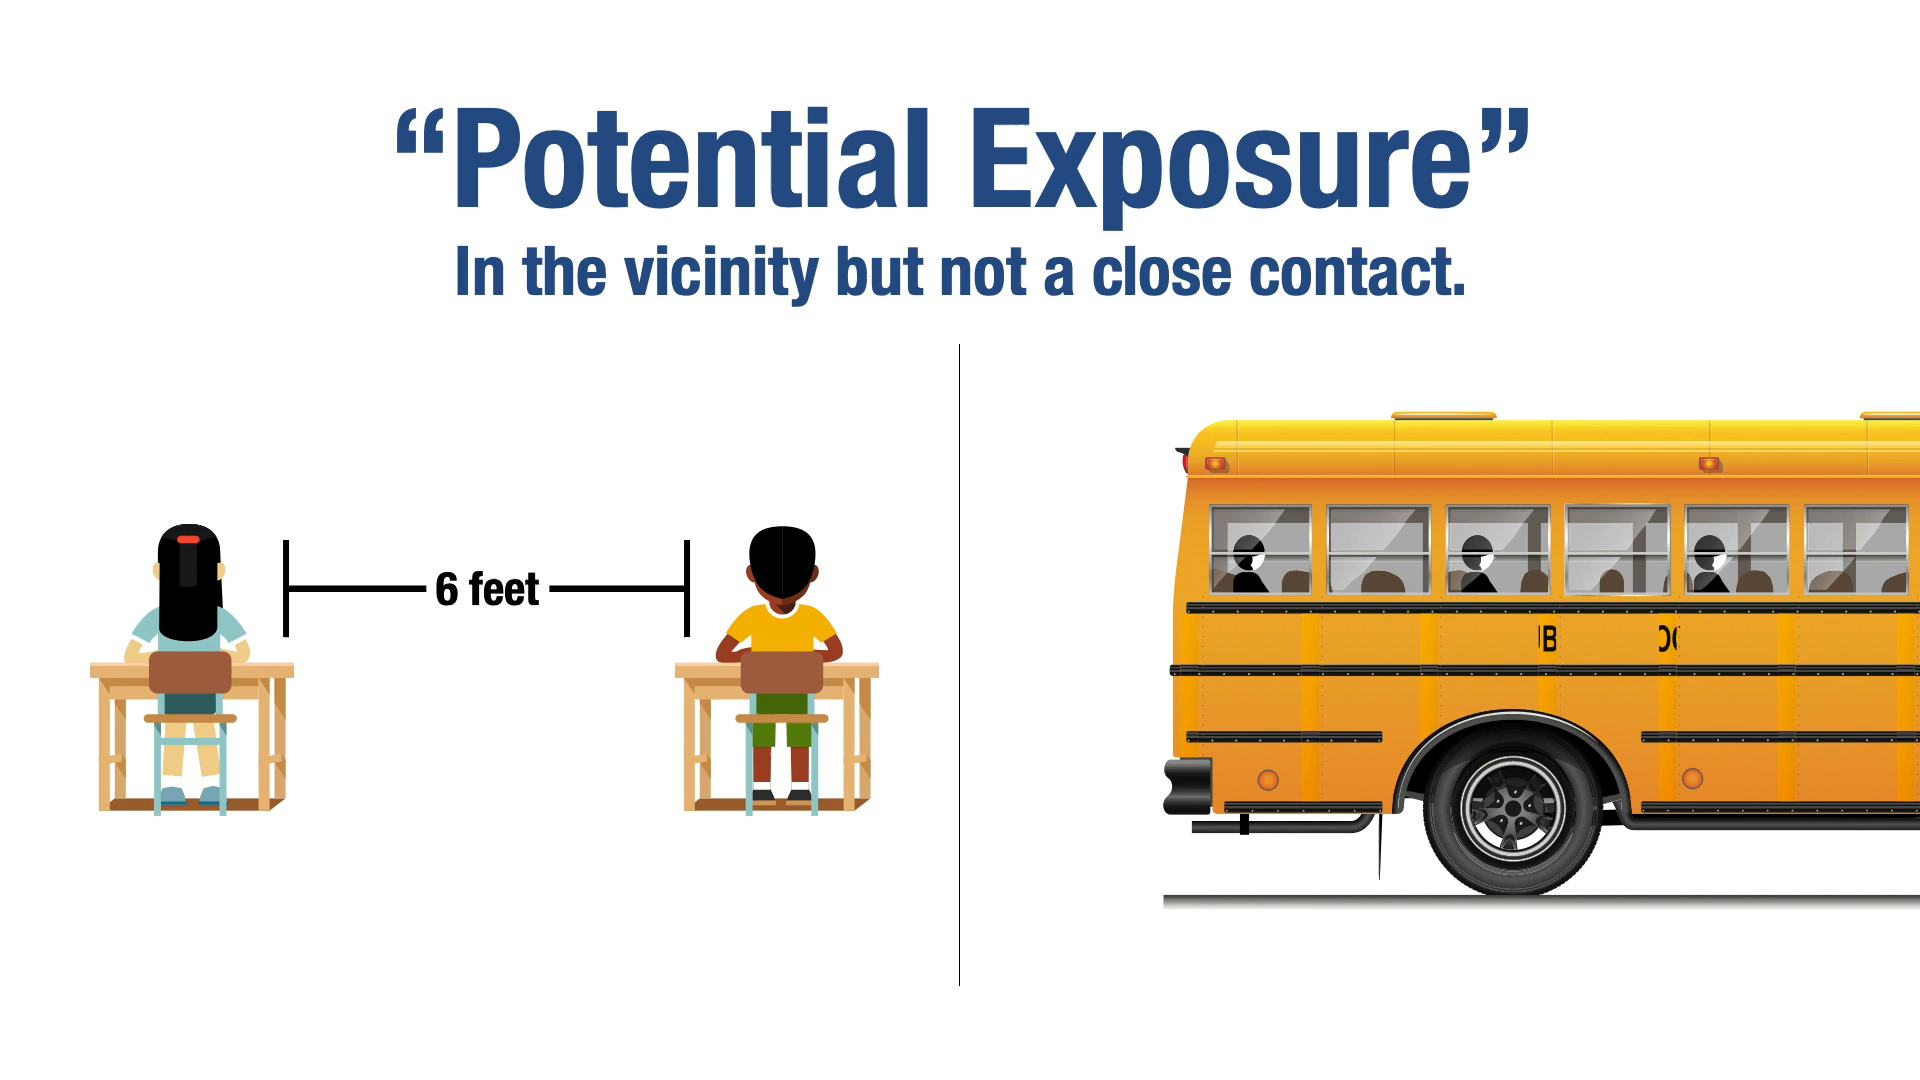 “Potential Exposure”
In the vicinity but not a close contact.
6 feet